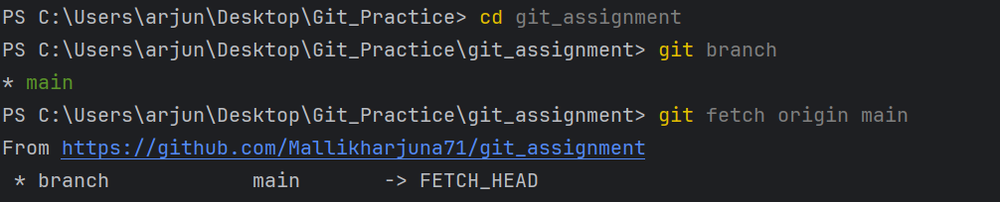 PS C:\Users\arjun\Desktop\Git_Practice> cd git_assignment
PS C:\Users\arjun\Desktop\Git_Practice\git_assignment> git branch
* main
PS C:\Users\arjun\Desktop\Git_Practice\git_assignment> git fetch origin main
From https://github.com/Mallikharjuna71/git_assignment
 * branch            main       -> FETCH_HEAD